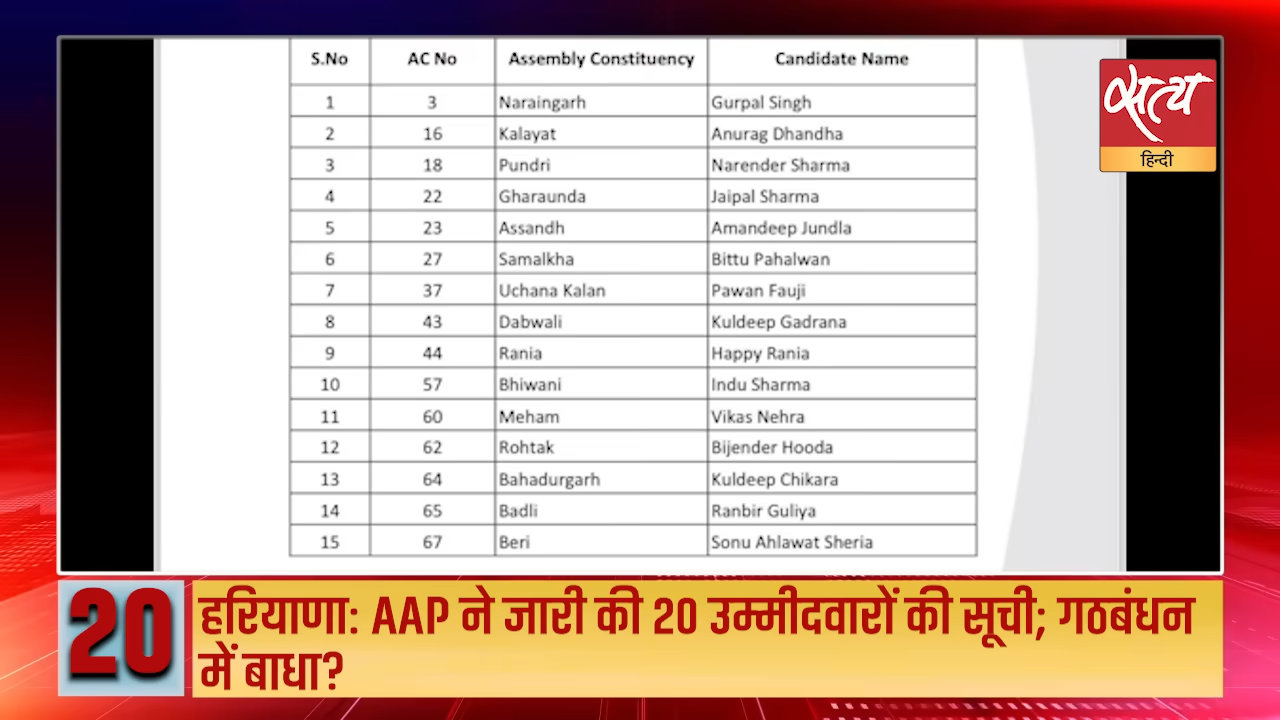 S.No AC No Assembly Constituency Candidate Name
1 3 Naraingarh Gurpal Singh
2 16 Kalayat Anurag Dhandha
3 18 Pundri Narender Sharma
4 22 Gharaunda Jaipal Sharma
5 23 Assandh Amandeep Jundla
6 27 Samalkha Bittu Pahalwan
7 37 Uchana Kalan Pawan Fauji
8 43 Dabwali Kuldeep Gadrana
9 44 Rania Happy Rania
10 57 Bhiwani Indu Sharma
11 60 Meham Vikas Nehra
12 62 Rohtak Bijender Hooda
13 64 Bahadurgarh Kuldeep Chikara
14 65 Badli Ranbir Guliya
15 67 Beri Sonu Ahlawat Sheria
सत्य
हिन्दी
20
हरियाणा: AAP ने जारी की 20 उम्मीदवारों की सूची; गठबंधन
में बाधा?